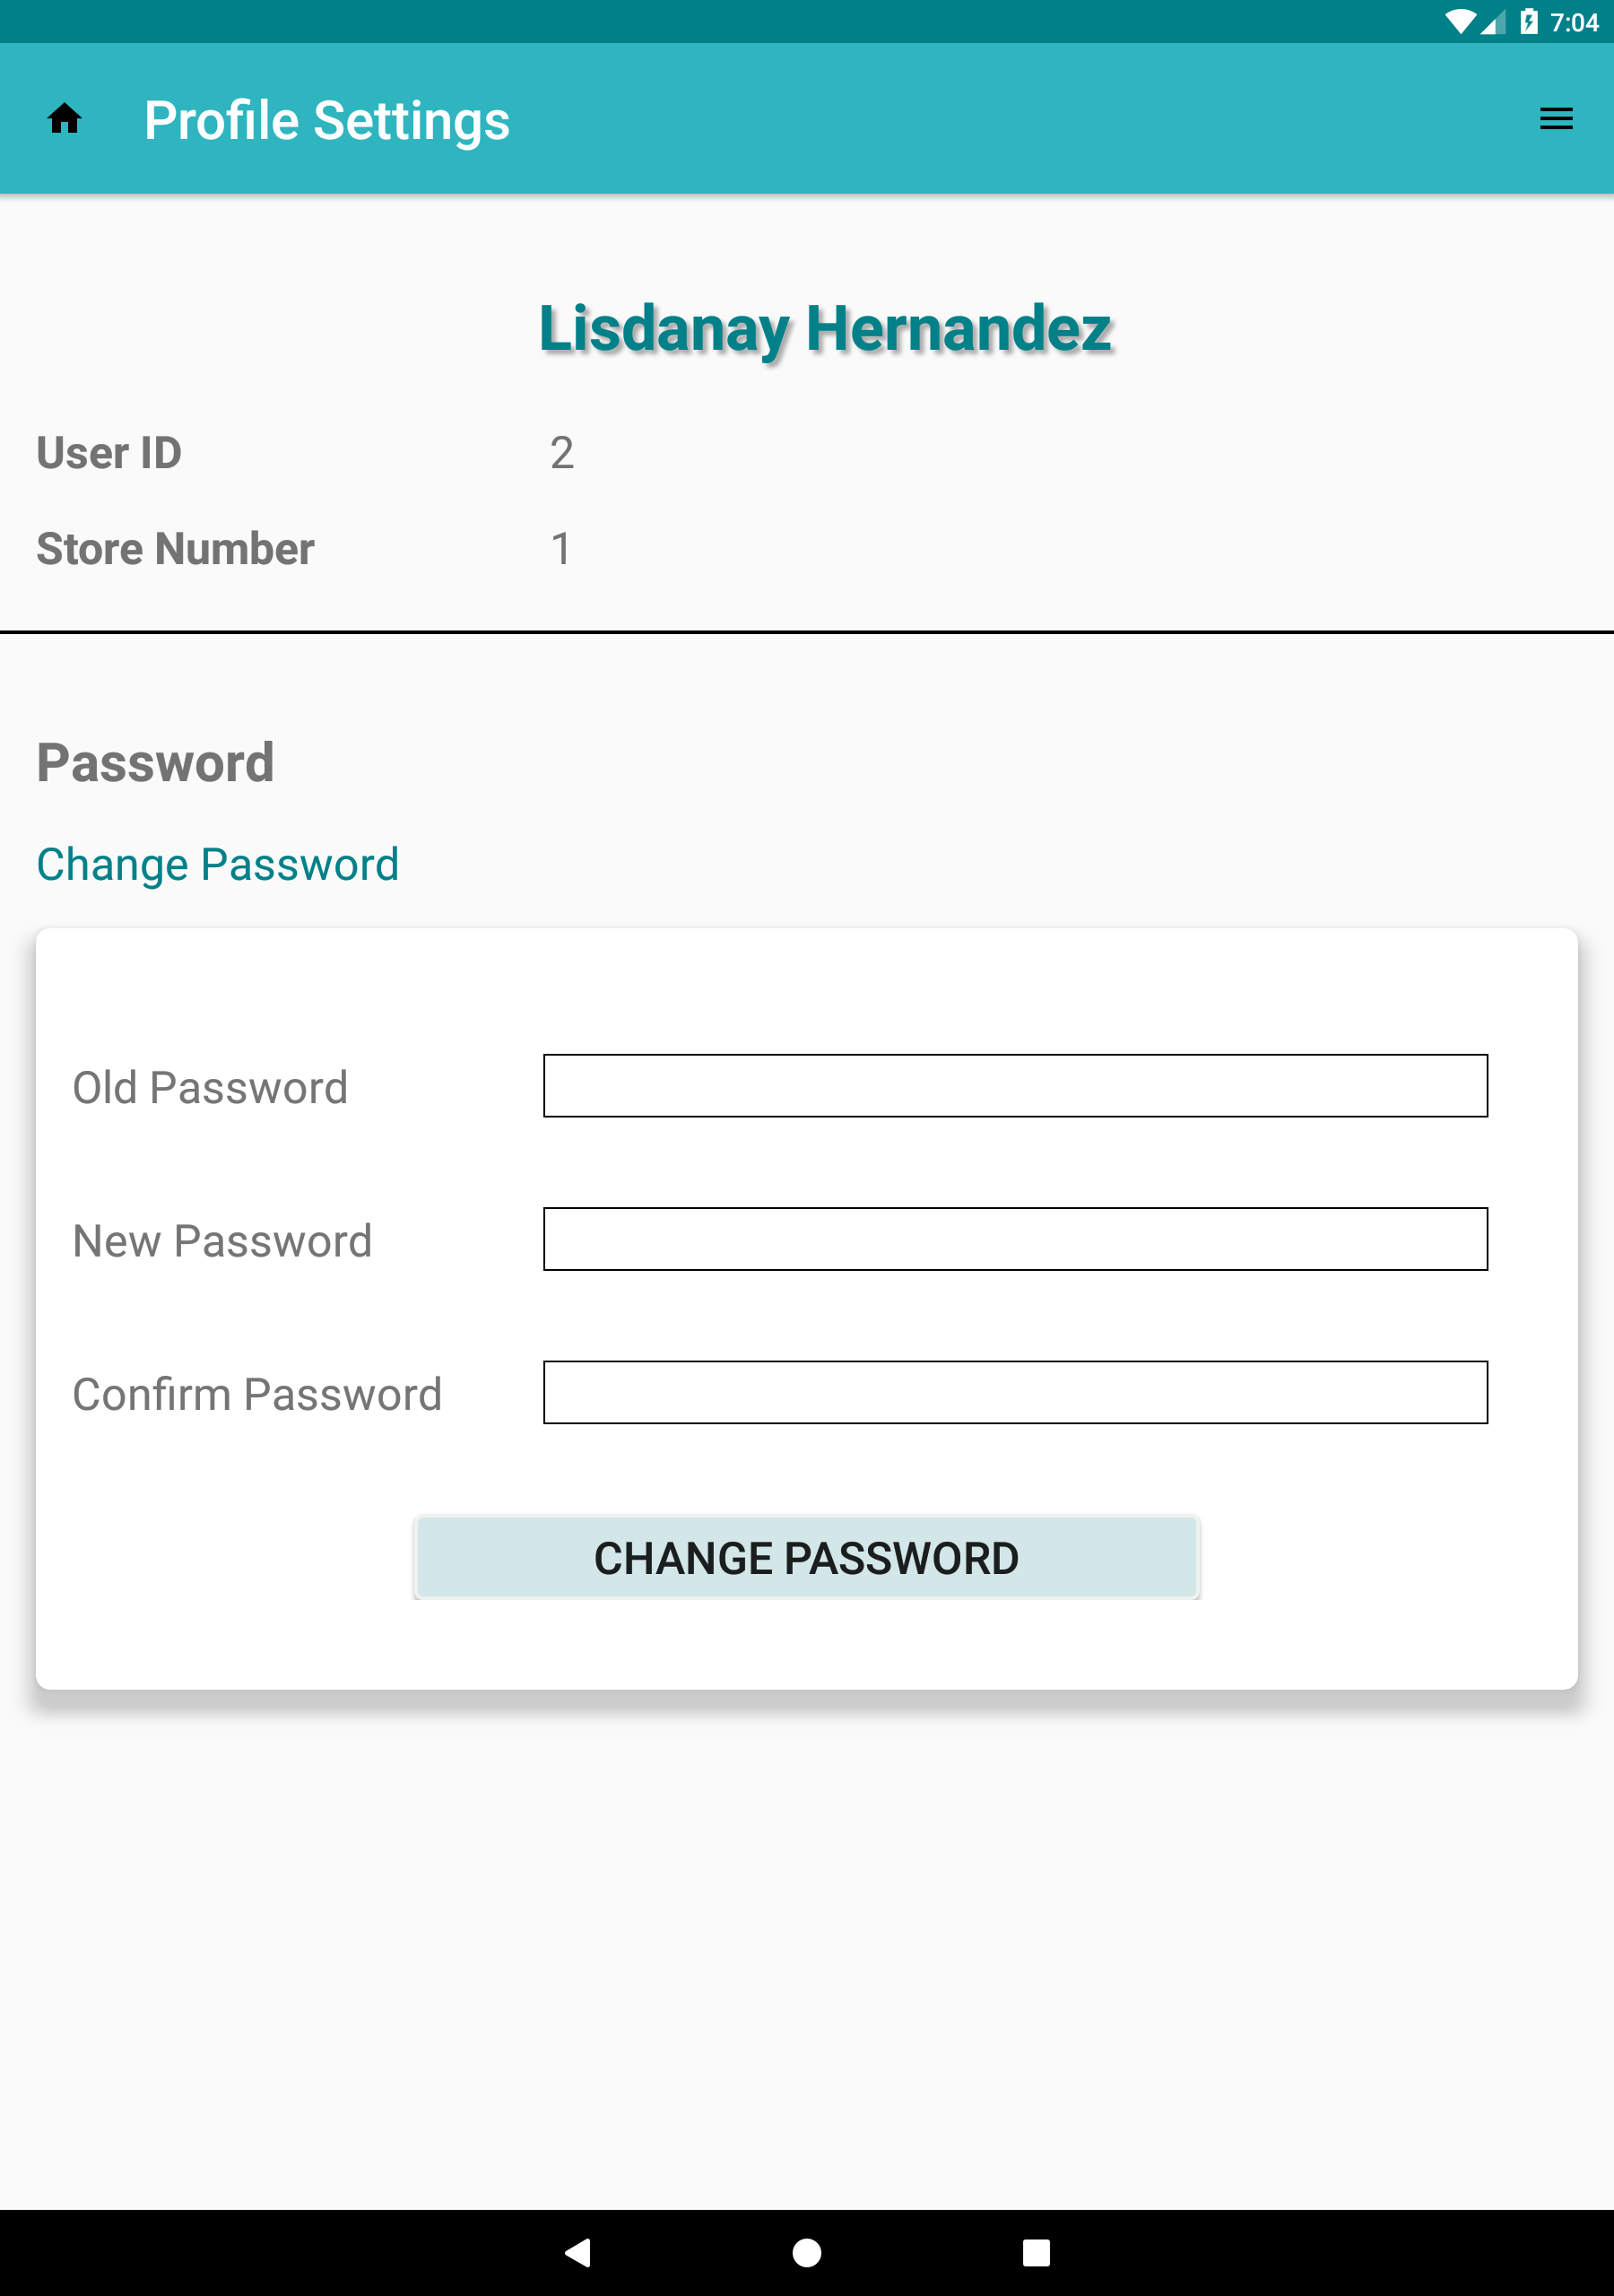 7:04
Profile Settings
Lisdanay Hernandez
User ID 2
Store Number 1
Password
Change Password
Old Password
New Password
Confirm Password
CHANGE PASSWORD